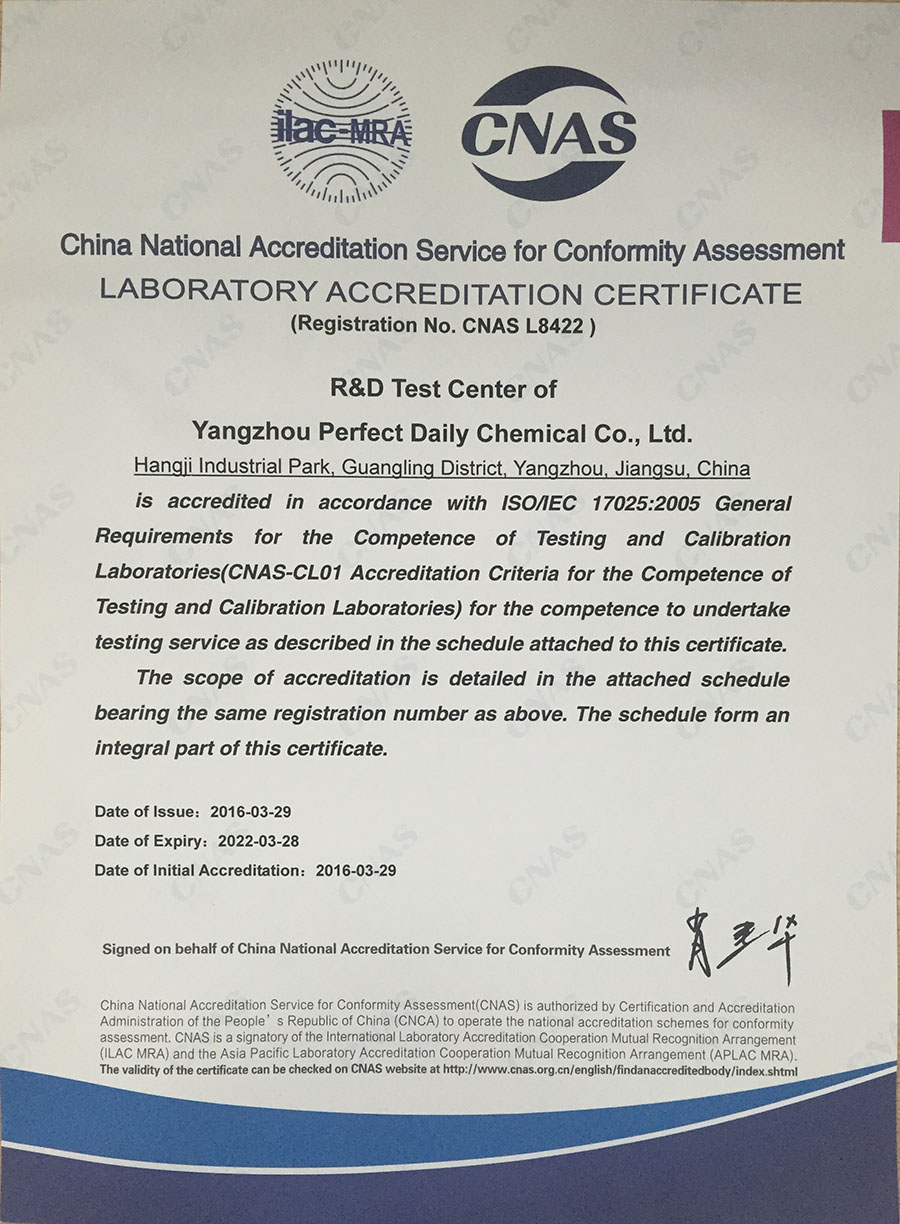 ilac-MRA
CNAS
China National Accreditation Service for Conformity Assessment
LABORATORY ACCREDITATION CERTIFICATE
(Registration No. CNAS L8422 )
R&D Test Center of
Yangzhou Perfect Daily Chemical Co., Ltd.
Hangji Industrial Park, Guangling District, Yangzhou, Jiangsu, China
is accredited in accordance with ISO/IEC 17025:2005 General
Requirements for the Competence of Testing and Calibration
Laboratories(CNAS-CL01 Accreditation Criteria for the Competence of
Testing and Calibration Laboratories) for the competence to undertake
testing service as described in the schedule attached to this certificate.
The scope of accreditation is detailed in the attached schedule
bearing the same registration number as above. The schedule form an
integral part of this certificate.
Date of Issue：2016-03-29
Date of Expiry：2022-03-28
Date of Initial Accreditation：2016-03-29
Signed on behalf of China National Accreditation Service for Conformity Assessment
China National Accreditation Service for Conformity Assessment(CNAS) is authorized by Certification and Accreditation
Administration of the People’s Republic of China (CNCA) to operate the national accreditation schemes for conformity
assessment. CNAS is a signatory of the International Laboratory Accreditation Cooperation Mutual Recognition Arrangement
(ILAC MRA) and the Asia Pacific Laboratory Accreditation Cooperation Mutual Recognition Arrangement (APLAC MRA).
The validity of the certificate can be checked on CNAS website at http://www.cnas.org.cn/english/findanaccreditedbody/index.shtml